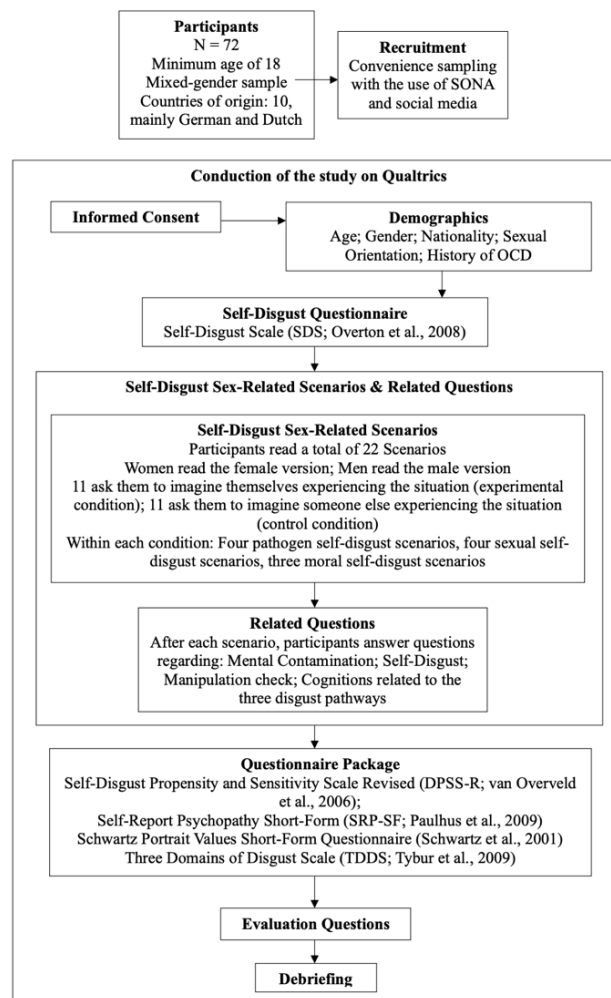 Participants
N = 72
Minimum age of 18
Mixed-gender sample
Countries of origin: 10,
mainly German and Dutch
Recruitment
Convenience sampling
with the use of SONA
and social media
Conduction of the study on Qualtrics
Informed Consent
Demographics
Age; Gender; Nationality; Sexual
Orientation; History of OCD
Self-Disgust Questionnaire
Self-Disgust Scale (SDS; Overton et al., 2008)
Self-Disgust Sex-Related Scenarios & Related Questions
Self-Disgust Sex-Related Scenarios
Participants read a total of 22 Scenarios
Women read the female version; Men read the male version
11 ask them to imagine themselves experiencing the situation (experimental
condition); 11 ask them to imagine someone else experiencing the situation
(control condition)
Within each condition: Four pathogen self-disgust scenarios, four sexual self-
disgust scenarios, three moral self-disgust scenarios
Related Questions
After each scenario, participants answer questions
regarding: Mental Contamination; Self-Disgust;
Manipulation check; Cognitions related to the
three disgust pathways
Questionnaire Package
Self-Disgust Propensity and Sensitivity Scale Revised (DPSS-R; van Overveld
et al., 2006);
Self-Report Psychopathy Short-Form (SRP-SF; Paulhus et al., 2009)
Schwartz Portrait Values Short-Form Questionnaire (Schwartz et al., 2001)
Three Domains of Disgust Scale (TDDS; Tybur et al., 2009)
Evaluation Questions
Debriefing